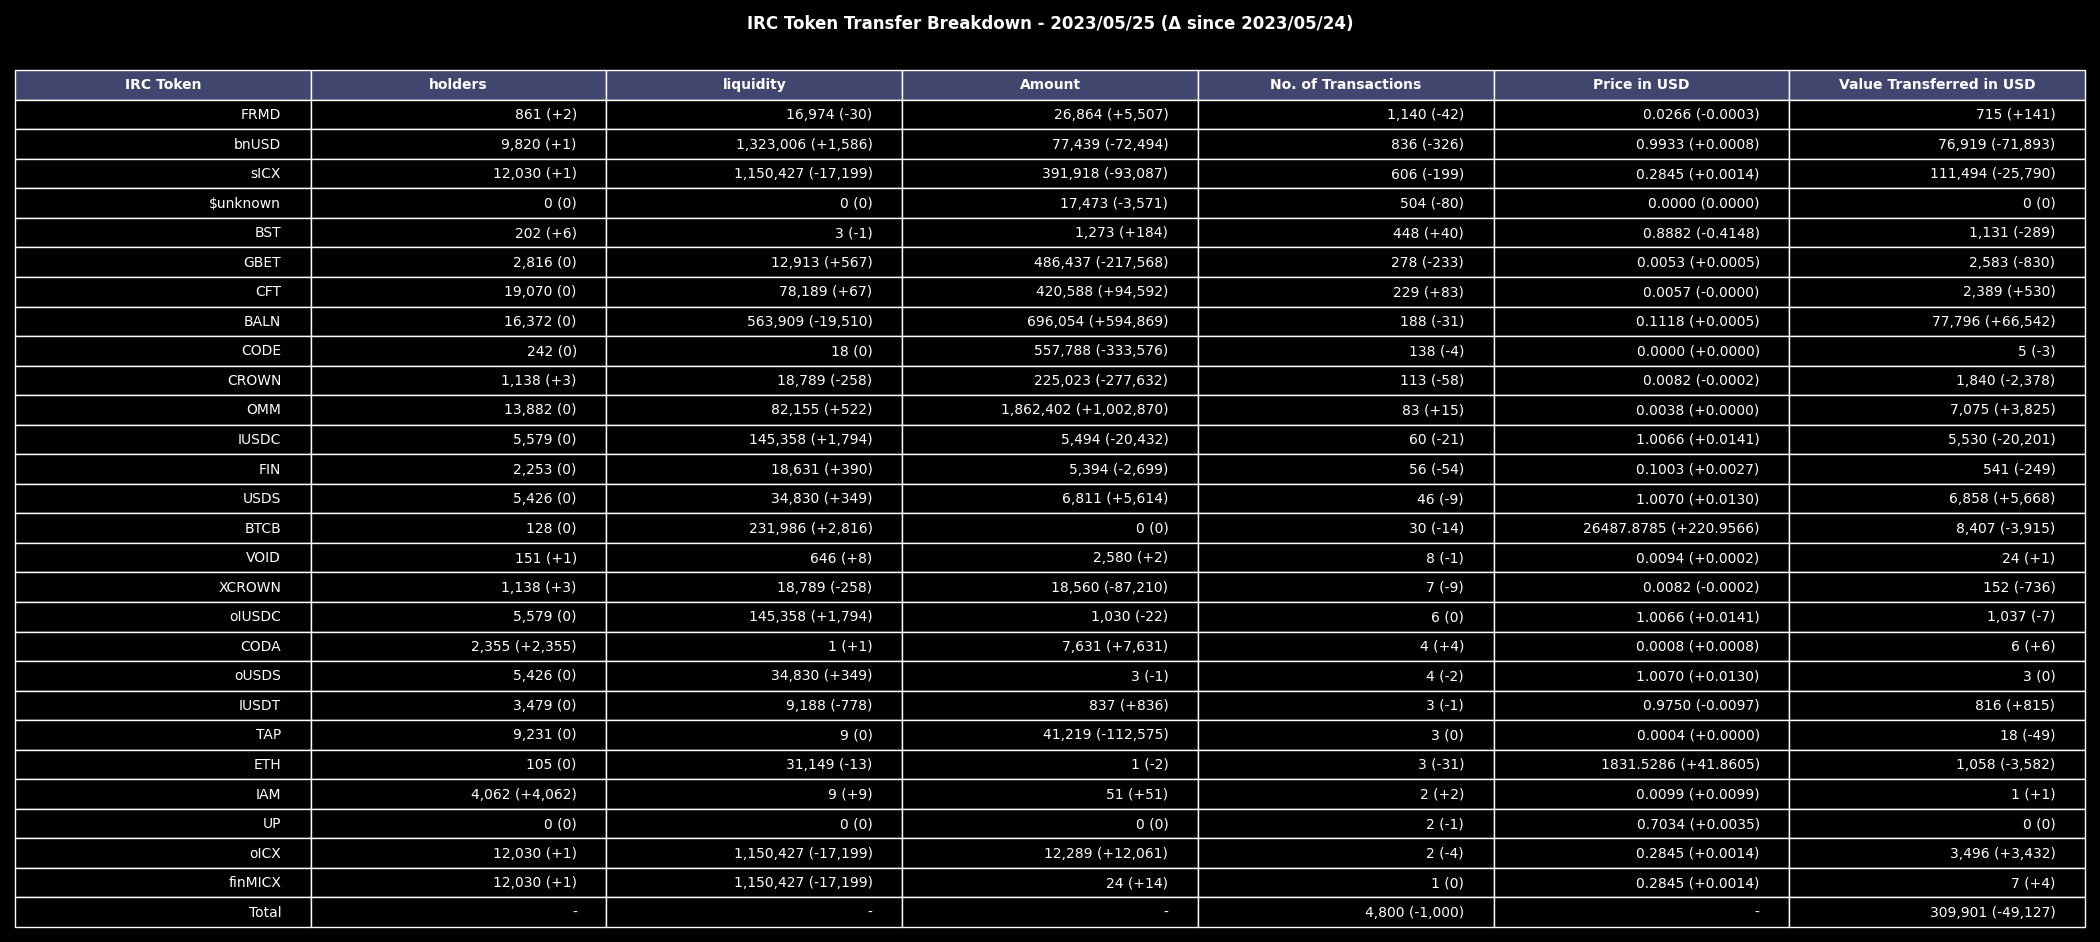 IRC Token Transfer Breakdown - 2023/05/25 (Δ since 2023/05/24)
IRC Token holders liquidity Amount No. of Transactions Price in USD Value Transferred in USD
FRMD 861 (+2) 16,974 (-30) 26,864 (+5,507) 1,140 (-42) 0.0266 (-0.0003) 715 (+141)
bnUSD 9,820 (+1) 1,323,006 (+1,586) 77,439 (-72,494) 836 (-326) 0.9933 (+0.0008) 76,919 (-71,893)
sICX 12,030 (+1) 1,150,427 (-17,199) 391,918 (-93,087) 606 (-199) 0.2845 (+0.0014) 111,494 (-25,790)
$unknown 0 (0) 0 (0) 17,473 (-3,571) 504 (-80) 0.0000 (0.0000) 0 (0)
BST 202 (+6) 3 (-1) 1,273 (+184) 448 (+40) 0.8882 (-0.4148) 1,131 (-289)
GBET 2,816 (0) 12,913 (+567) 486,437 (-217,568) 278 (-233) 0.0053 (+0.0005) 2,583 (-830)
CFT 19,070 (0) 78,189 (+67) 420,588 (+94,592) 229 (+83) 0.0057 (-0.0000) 2,389 (+530)
BALN 16,372 (0) 563,909 (-19,510) 696,054 (+594,869) 188 (-31) 0.1118 (+0.0005) 77,796 (+66,542)
CODE 242 (0) 18 (0) 557,788 (-333,576) 138 (-4) 0.0000 (+0.0000) 5 (-3)
CROWN 1,138 (+3) 18,789 (-258) 225,023 (-277,632) 113 (-58) 0.0082 (-0.0002) 1,840 (-2,378)
OMM 13,882 (0) 82,155 (+522) 1,862,402 (+1,002,870) 83 (+15) 0.0038 (+0.0000) 7,075 (+3,825)
IUSDC 5,579 (0) 145,358 (+1,794) 5,494 (-20,432) 60 (-21) 1.0066 (+0.0141) 5,530 (-20,201)
FIN 2,253 (0) 18,631 (+390) 5,394 (-2,699) 56 (-54) 0.1003 (+0.0027) 541 (-249)
USDS 5,426 (0) 34,830 (+349) 6,811 (+5,614) 46 (-9) 1.0070 (+0.0130) 6,858 (+5,668)
BTCB 128 (0) 231,986 (+2,816) 0 (0) 30 (-14) 26487.8785 (+220.9566) 8,407 (-3,915)
VOID 151 (+1) 646 (+8) 2,580 (+2) 8 (-1) 0.0094 (+0.0002) 24 (+1)
XCROWN 1,138 (+3) 18,789 (-258) 18,560 (-87,210) 7 (-9) 0.0082 (-0.0002) 152 (-736)
oIUSDC 5,579 (0) 145,358 (+1,794) 1,030 (-22) 6 (0) 1.0066 (+0.0141) 1,037 (-7)
CODA 2,355 (+2,355) 1 (+1) 7,631 (+7,631) 4 (+4) 0.0008 (+0.0008) 6 (+6)
oUSDS 5,426 (0) 34,830 (+349) 3 (-1) 4 (-2) 1.0070 (+0.0130) 3 (0)
IUSDT 3,479 (0) 9,188 (-778) 837 (+836) 3 (-1) 0.9750 (-0.0097) 816 (+815)
TAP 9,231 (0) 9 (0) 41,219 (-112,575) 3 (0) 0.0004 (+0.0000) 18 (-49)
ETH 105 (0) 31,149 (-13) 1 (-2) 3 (-31) 1831.5286 (+41.8605) 1,058 (-3,582)
IAM 4,062 (+4,062) 9 (+9) 51 (+51) 2 (+2) 0.0099 (+0.0099) 1 (+1)
UP 0 (0) 0 (0) 0 (0) 2 (-1) 0.7034 (+0.0035) 0 (0)
oICX 12,030 (+1) 1,150,427 (-17,199) 12,289 (+12,061) 2 (-4) 0.2845 (+0.0014) 3,496 (+3,432)
finMICX 12,030 (+1) 1,150,427 (-17,199) 24 (+14) 1 (0) 0.2845 (+0.0014) 7 (+4)
Total - - - 4,800 (-1,000) - 309,901 (-49,127)